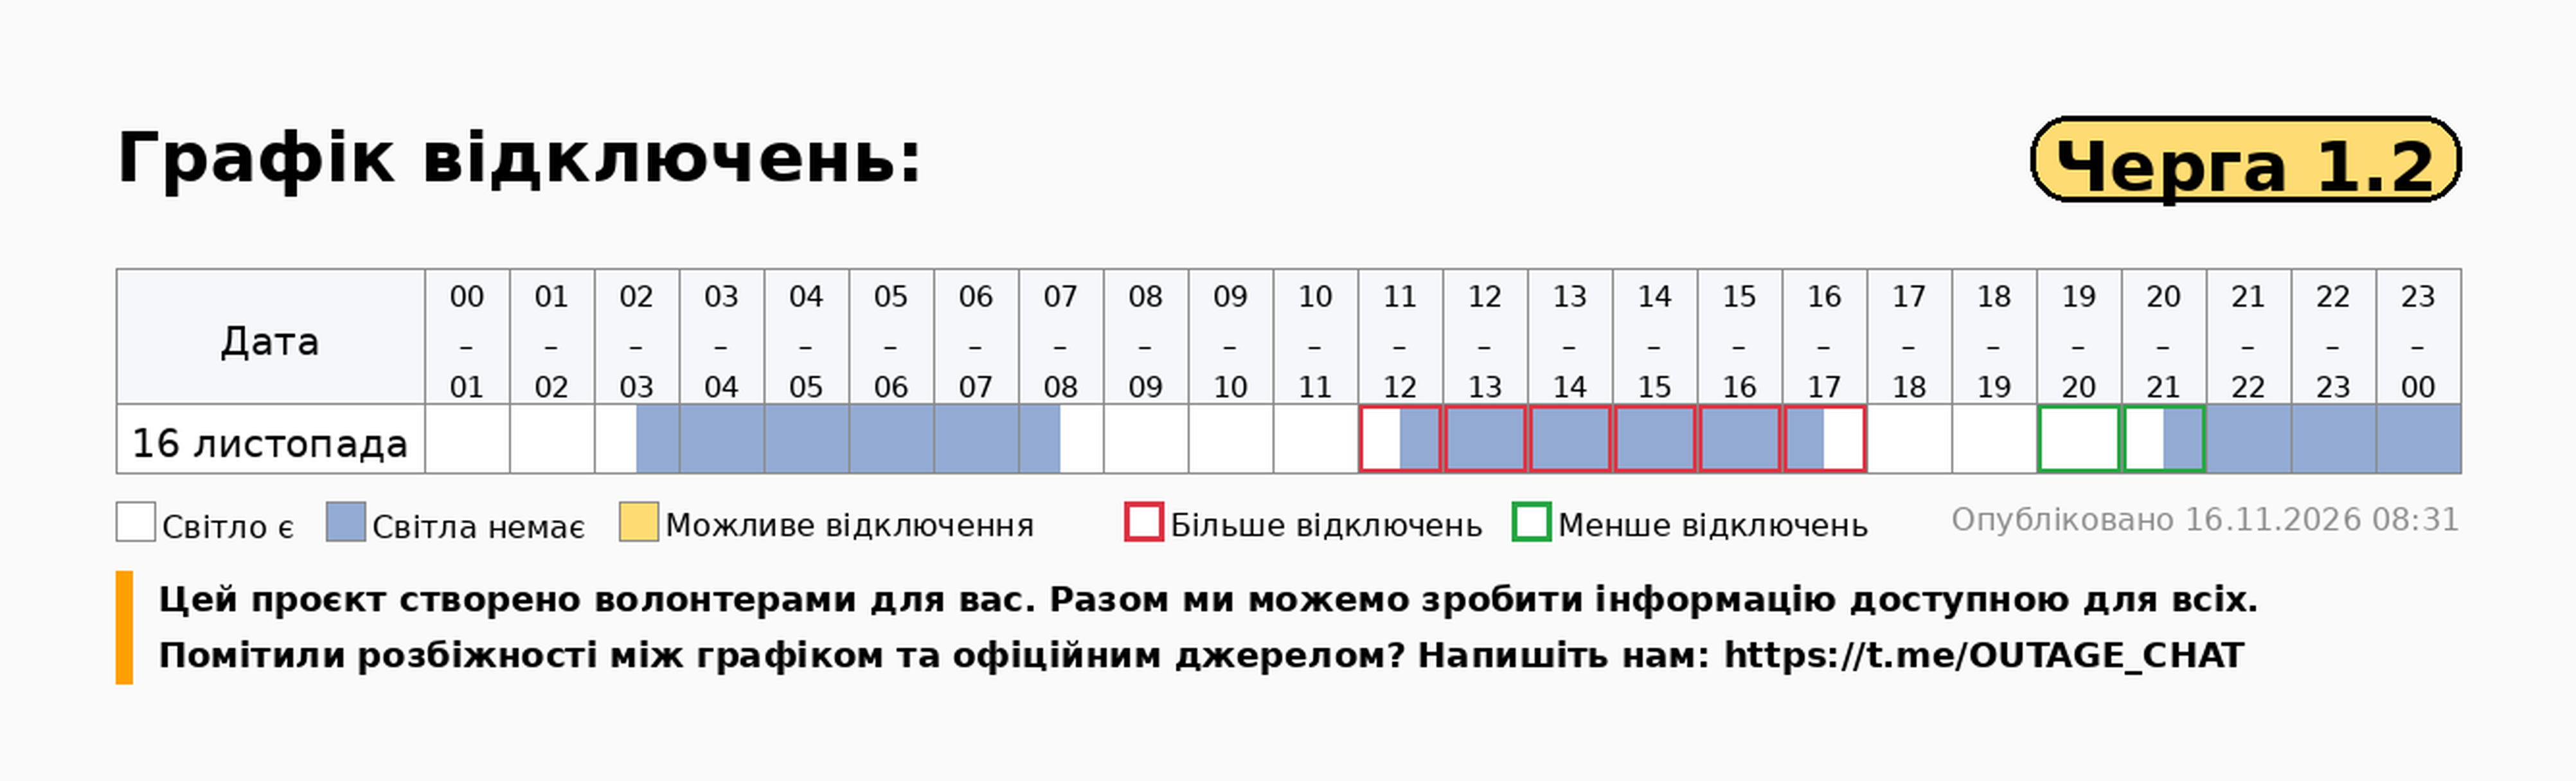 Графік відключень:
Черга 1.2
Дата
00 – 01
01 – 02
02 – 03
03 – 04
04 – 05
05 – 06
06 – 07
07 – 08
08 – 09
09 – 10
10 – 11
11 – 12
12 – 13
13 – 14
14 – 15
15 – 16
16 – 17
17 – 18
18 – 19
19 – 20
20 – 21
21 – 22
22 – 23
23 – 00
16 листопада
Світло є
Світла немає
Можливе відключення
Більше відключень
Менше відключень
Опубліковано 16.11.2026 08:31
Цей проєкт створено волонтерами для вас. Разом ми можемо зробити інформацію доступною для всіх.
Помітили розбіжності між графіком та офіційним джерелом? Напишіть нам: https://t.me/OUTAGE_CHAT